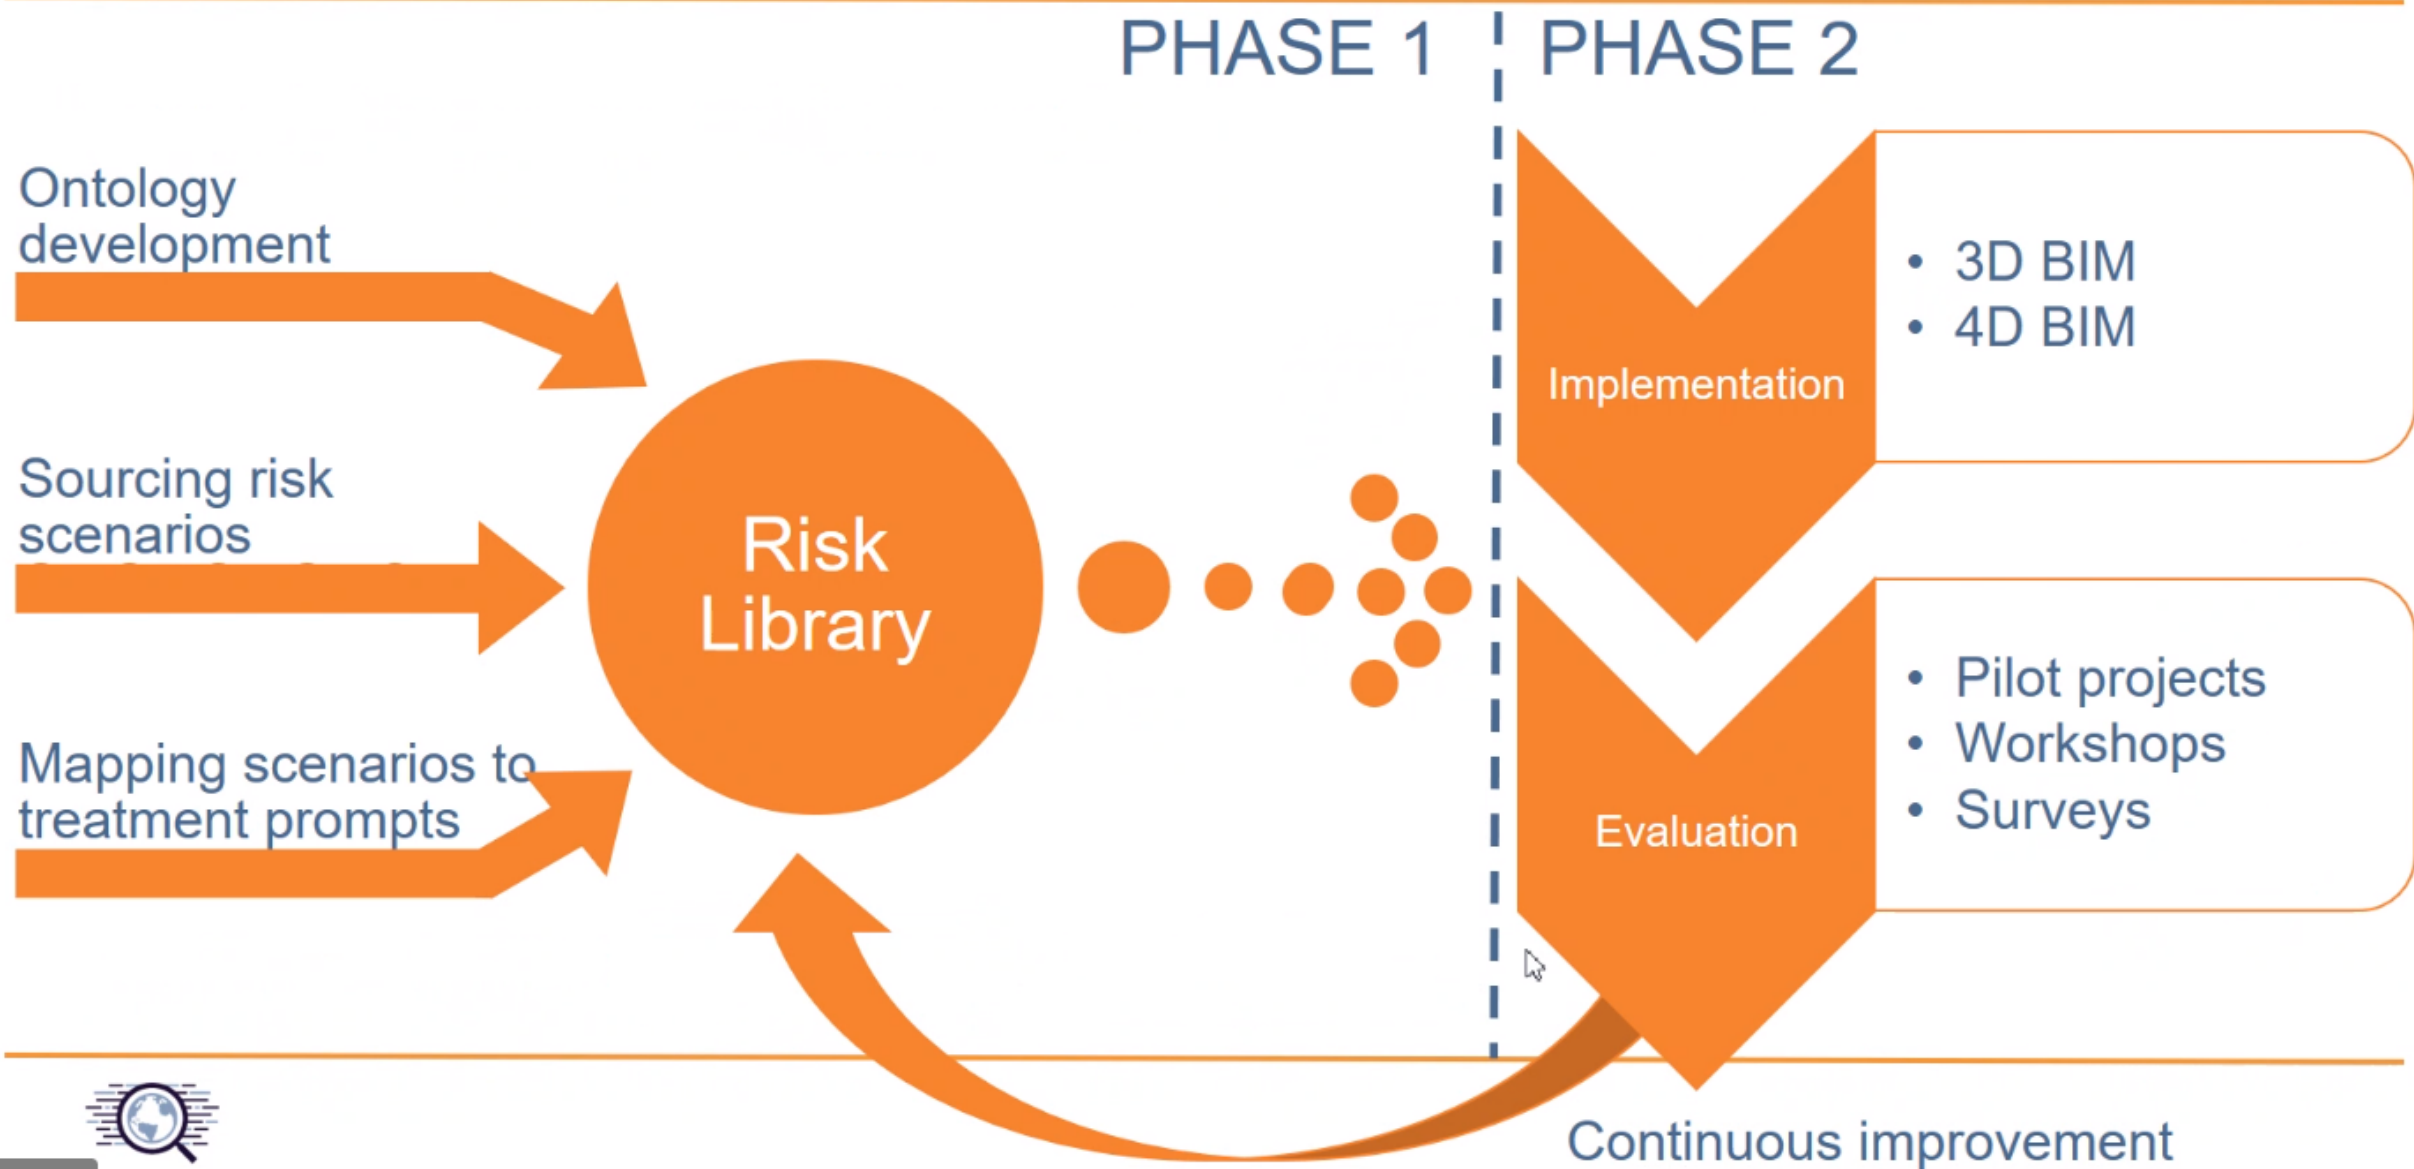 PHASE 1
PHASE 2
Ontology
development
Sourcing risk
scenarios
Mapping scenarios to
treatment prompts
Risk
Library
Implementation
• 3D BIM
• 4D BIM
Evaluation
• Pilot projects
• Workshops
• Surveys
Continuous improvement